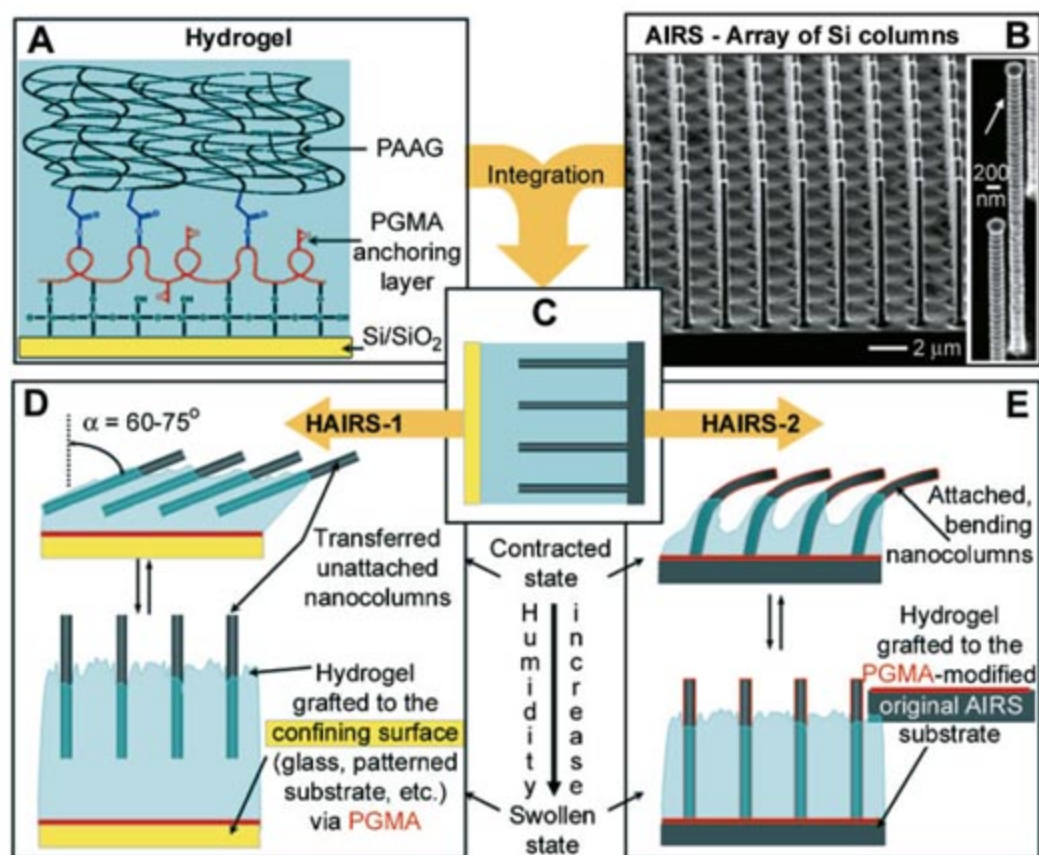 A
Hydrogel
PAAG
PGMA
anchoring
layer
Si/SiO2
Integration
AIRS - Array of Si columns
B
200
nm
2 μm
C
D
HAIRS-1
α = 60-75°
Transferred
unattached
nanocolumns
Hydrogel
grafted to the
confining surface
(glass, patterned
substrate, etc.)
via PGMA
Contracted
state
Humidity
increase
Swollen
state
HAIRS-2
E
Attached,
bending
nanocolumns
Hydrogel
grafted to the
PGMA-modified
original AIRS
substrate